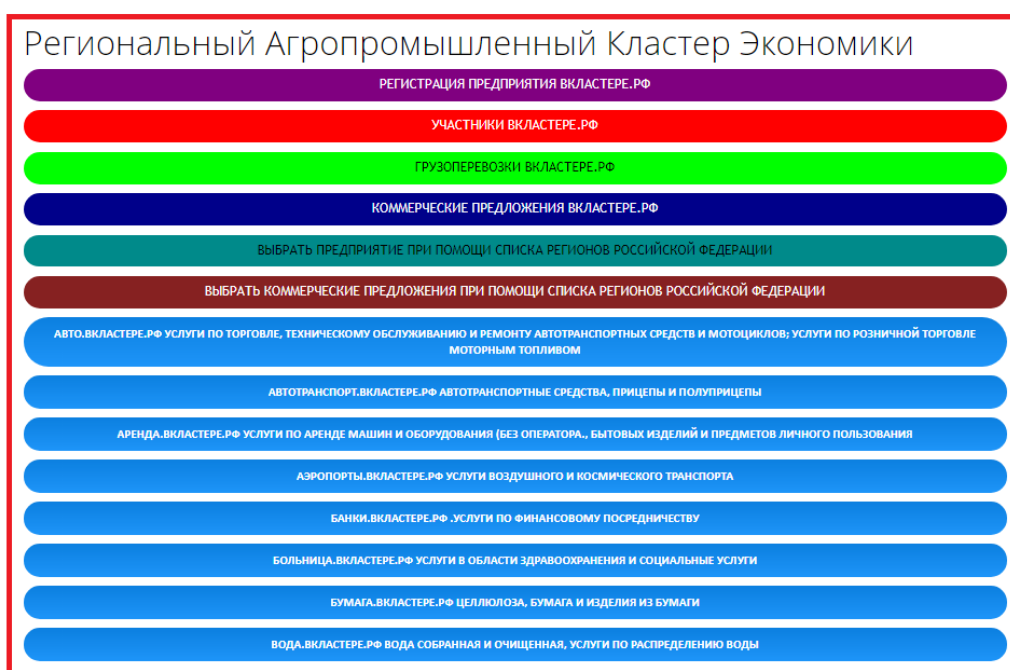 Региональный Агропромышленный Кластер Экономики
РЕГИСТРАЦИЯ ПРЕДПРИЯТИЯ ВКЛАСТЕРЕ.РФ
УЧАСТНИКИ ВКЛАСТЕРЕ.РФ
ГРУЗОПЕРЕВОЗКИ ВКЛАСТЕРЕ.РФ
КОММЕРЧЕСКИЕ ПРЕДЛОЖЕНИЯ ВКЛАСТЕРЕ.РФ
ВЫБРАТЬ ПРЕДПРИЯТИЕ ПРИ ПОМОЩИ СПИСКА РЕГИОНОВ РОССИЙСКОЙ ФЕДЕРАЦИИ
ВЫБРАТЬ КОММЕРЧЕСКИЕ ПРЕДЛОЖЕНИЯ ПРИ ПОМОЩИ СПИСКА РЕГИОНОВ РОССИЙСКОЙ ФЕДЕРАЦИИ
АВТО.ВКЛАСТЕРЕ.РФ УСЛУГИ ПО ТОРГОВЛЕ, ТЕХНИЧЕСКОМУ ОБСЛУЖИВАНИЮ И РЕМОНТУ АВТОТРАНСПОРТНЫХ СРЕДСТВ И МОТОЦИКЛОВ; УСЛУГИ ПО РОЗНИЧНОЙ ТОРГОВЛЕ
МОТОРНЫМ ТОПЛИВОМ
АВТОТРАНСПОРТ.ВКЛАСТЕРЕ.РФ АВТОТРАНСПОРТНЫЕ СРЕДСТВА, ПРИЦЕПЫ И ПОЛУПРИЦЕПЫ
АРЕНДА.ВКЛАСТЕРЕ.РФ УСЛУГИ ПО АРЕНДЕ МАШИН И ОБОРУДОВАНИЯ (БЕЗ ОПЕРАТОРА., БЫТОВЫХ ИЗДЕЛИЙ И ПРЕДМЕТОВ ЛИЧНОГО ПОЛЬЗОВАНИЯ
АЭРОПОРТЫ.ВКЛАСТЕРЕ.РФ УСЛУГИ ВОЗДУШНОГО И КОСМИЧЕСКОГО ТРАНСПОРТА
БАНКИ.ВКЛАСТЕРЕ.РФ .УСЛУГИ ПО ФИНАНСОВОМУ ПОСРЕДНИЧЕСТВУ
БОЛЬНИЦА.ВКЛАСТЕРЕ.РФ УСЛУГИ В ОБЛАСТИ ЗДРАВООХРАНЕНИЯ И СОЦИАЛЬНЫЕ УСЛУГИ
БУМАГА.ВКЛАСТЕРЕ.РФ ЦЕЛЛЮЛОЗА, БУМАГА И ИЗДЕЛИЯ ИЗ БУМАГИ
ВОДА.ВКЛАСТЕРЕ.РФ ВОДА СОБРАННАЯ И ОЧИЩЕННАЯ, УСЛУГИ ПО РАСПРЕДЕЛЕНИЮ ВОДЫ